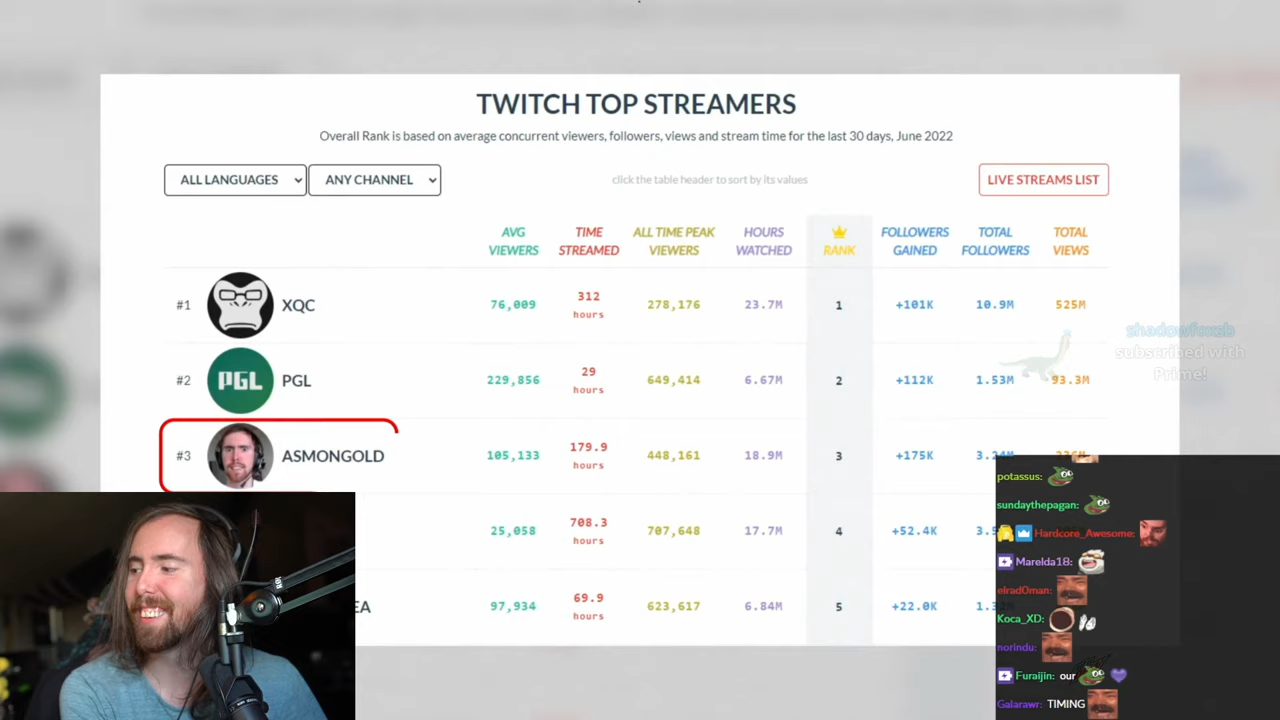 TWITCH TOP STREAMERS
Overall Rank is based on average concurrent viewers, followers, views and stream time for the last 30 days, June 2022
ALL LANGUAGES ANY CHANNEL click the table header to sort by its values LIVE STREAMS LIST
AVG VIEWERS TIME STREAMED ALL TIME PEAK VIEWERS HOURS WATCHED RANK FOLLOWERS GAINED TOTAL FOLLOWERS TOTAL VIEWS
#1 XQC 76,009 312 hours 278,176 23.7M 1 +101K 10.9M 525M
shadowfoxsb
subscribed with
Prime!
#2 PGL PGL 229,856 29 hours 649,414 6.67M 2 +112K 1.53M 93.3M
#3 ASMONGOLD 105,133 179.9 hours 448,161 18.9M 3 +175K
25,058 708.3 hours 707,648 17.7M 4 +52.4K
EA 97,934 69.9 hours 623,617 6.84M 5 +22.0K
potassus:
sundaythepagan:
Hardcore_Awesome:
Marelda18:
elrad0man:
Koca_XD:
norindu:
Furaijin: our
Galarawr: TIMING